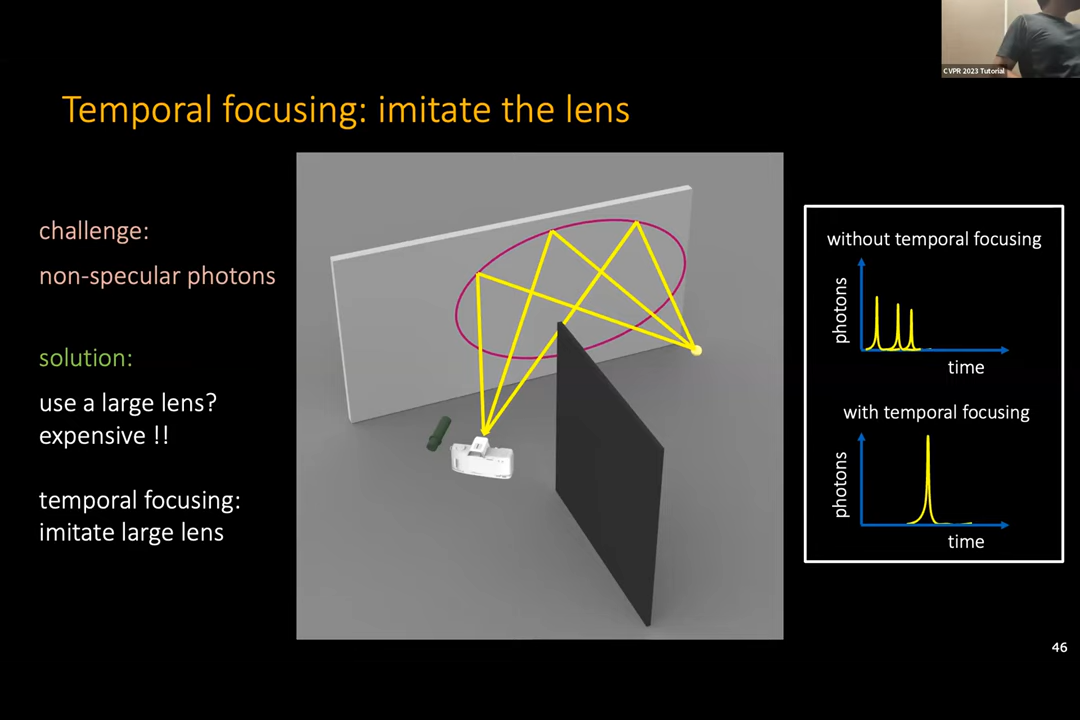 CVPR 2023 Tutorial
Temporal focusing: imitate the lens
challenge:
non-specular photons
solution:
use a large lens?
expensive !!
temporal focusing:
imitate large lens
without temporal focusing
photons
time
with temporal focusing
photons
time
46